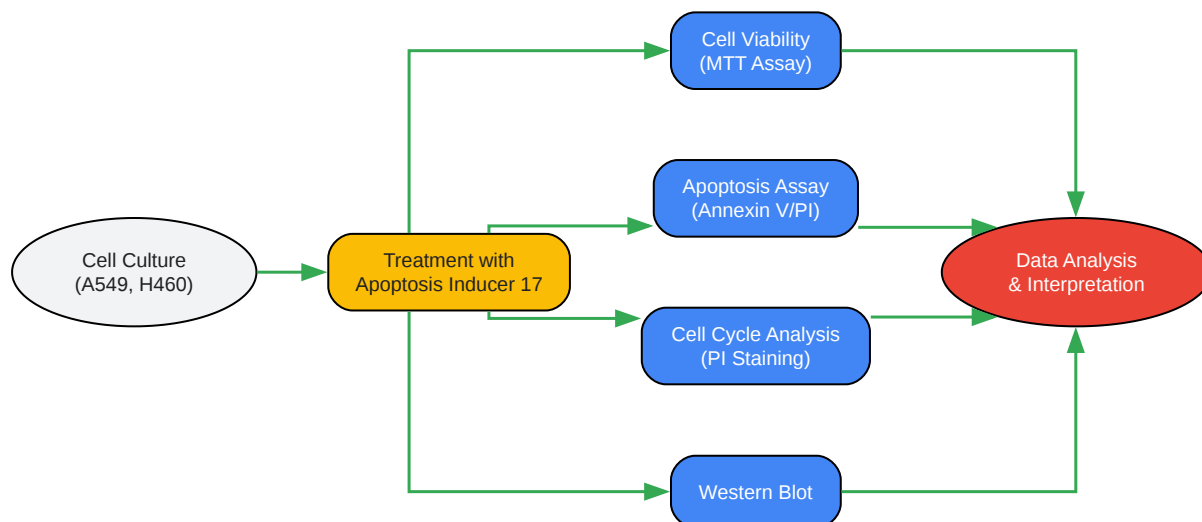 Cell Culture
(A549, H460)
Treatment with
Apoptosis Inducer 17
Cell Viability
(MTT Assay)
Apoptosis Assay
(Annexin V/PI)
Cell Cycle Analysis
(PI Staining)
Western Blot
Data Analysis
& Interpretation